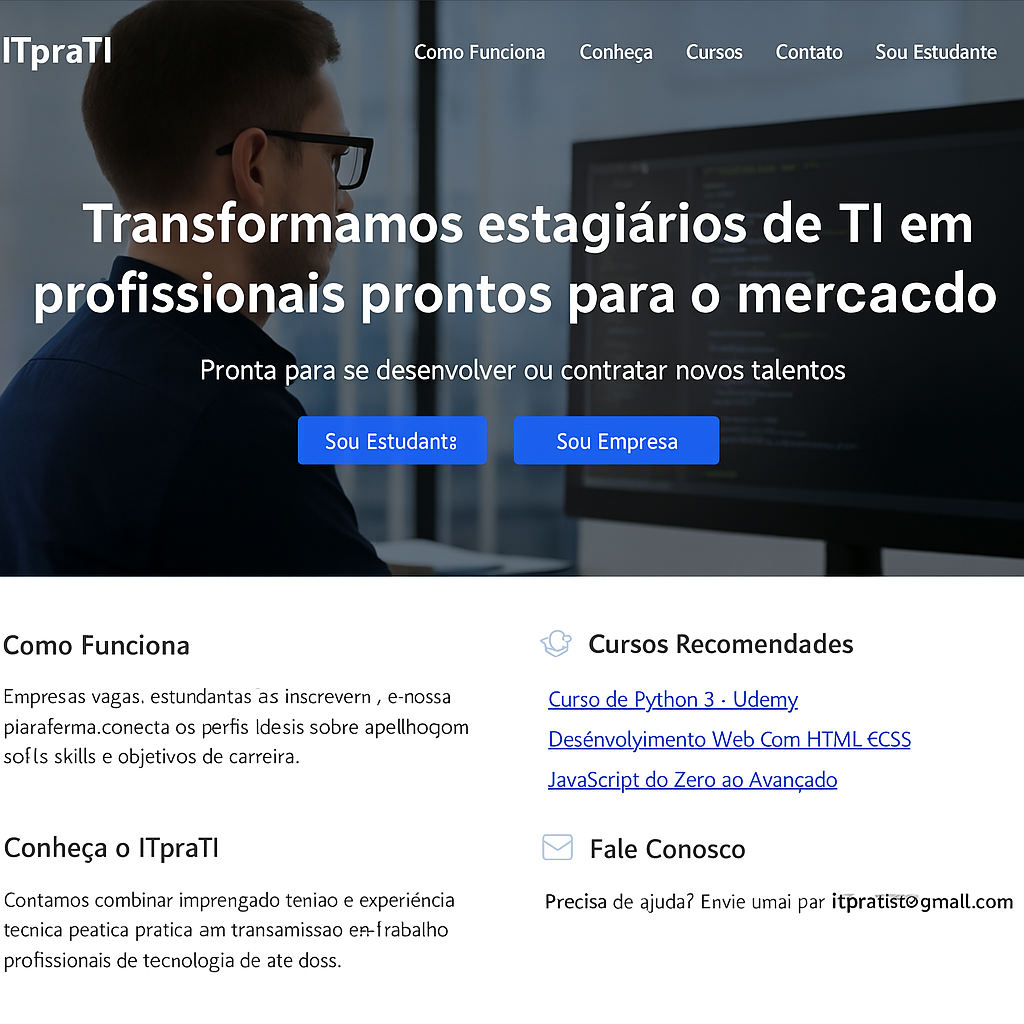 ITpraTI
Como Funciona Conheça Cursos Contato Sou Estudante
Transformamos estagiários de TI em
profissionais prontos para o mercacdo
Pronta para se desenvolver ou contratar novos talentos
Sou Estudant
Sou Empresa
Como Funciona
Empresas vagas. estundantas as inscrevern , e-nossa
piaraferma.conecta os perfis Idesis sobre apellhogom
sofls skills e objetivos de carreira.
Conheça o ITpraTI
Contamos combinar imprengado teniao e experiéncia
tecnica peatica pratica am transamissao en-frabalho
profissionais de tecnologia de ate doss.
Cursos Recomendades
Curso de Python 3 · Udemy
Desénvolyimento Web Com HTML €CSS
JavaScript do Zero ao Avançado
Fale Conosco
Precisa de ajuda? Envie umai par itpratist@gmall.com